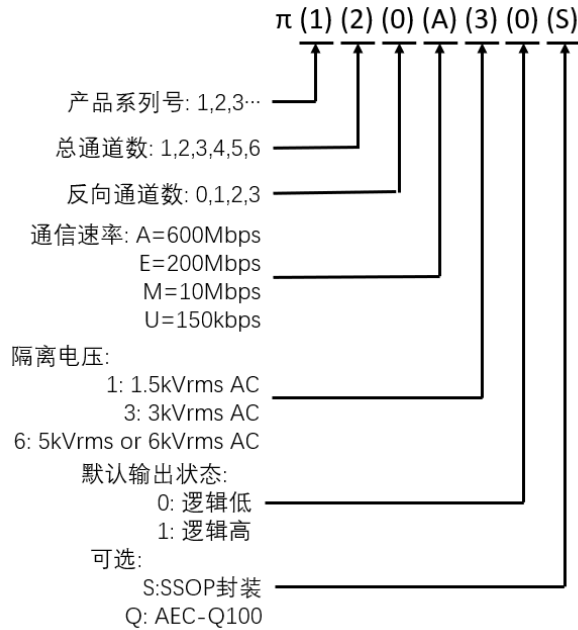 π (1) (2) (0) (A) (3) (0) (S)
产品系列号: 1,2,3…
总通道数: 1,2,3,4,5,6
反向通道数: 0,1,2,3
通信速率: A=600Mbps
E=200Mbps
M=10Mbps
U=150kbps
隔离电压:
1: 1.5kVrms AC
3: 3kVrms AC
6: 5kVrms or 6kVrms AC
默认输出状态:
0: 逻辑低
1: 逻辑高
可选:
S:SSOP封装
Q: AEC-Q100